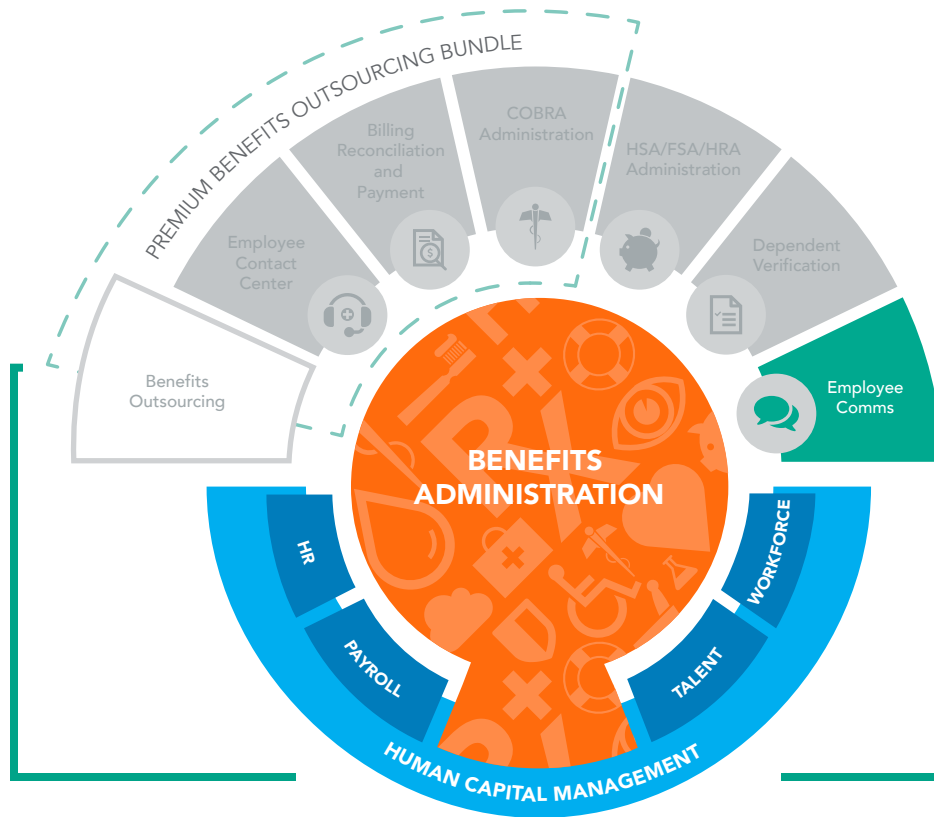 PREMIUM BENEFITS OUTSOURCING BUNDLE
Benefits
Outsourcing
Employee
Contact
Center
Billing
Reconciliation
and
Payment
COBRA
Administration
HSA/FSA/HRA
Administration
Dependent
Verification
Employee
Comms
BENEFITS
ADMINISTRATION
HR
PAYROLL
TALENT
WORKFORCE
HUMAN CAPITAL MANAGEMENT